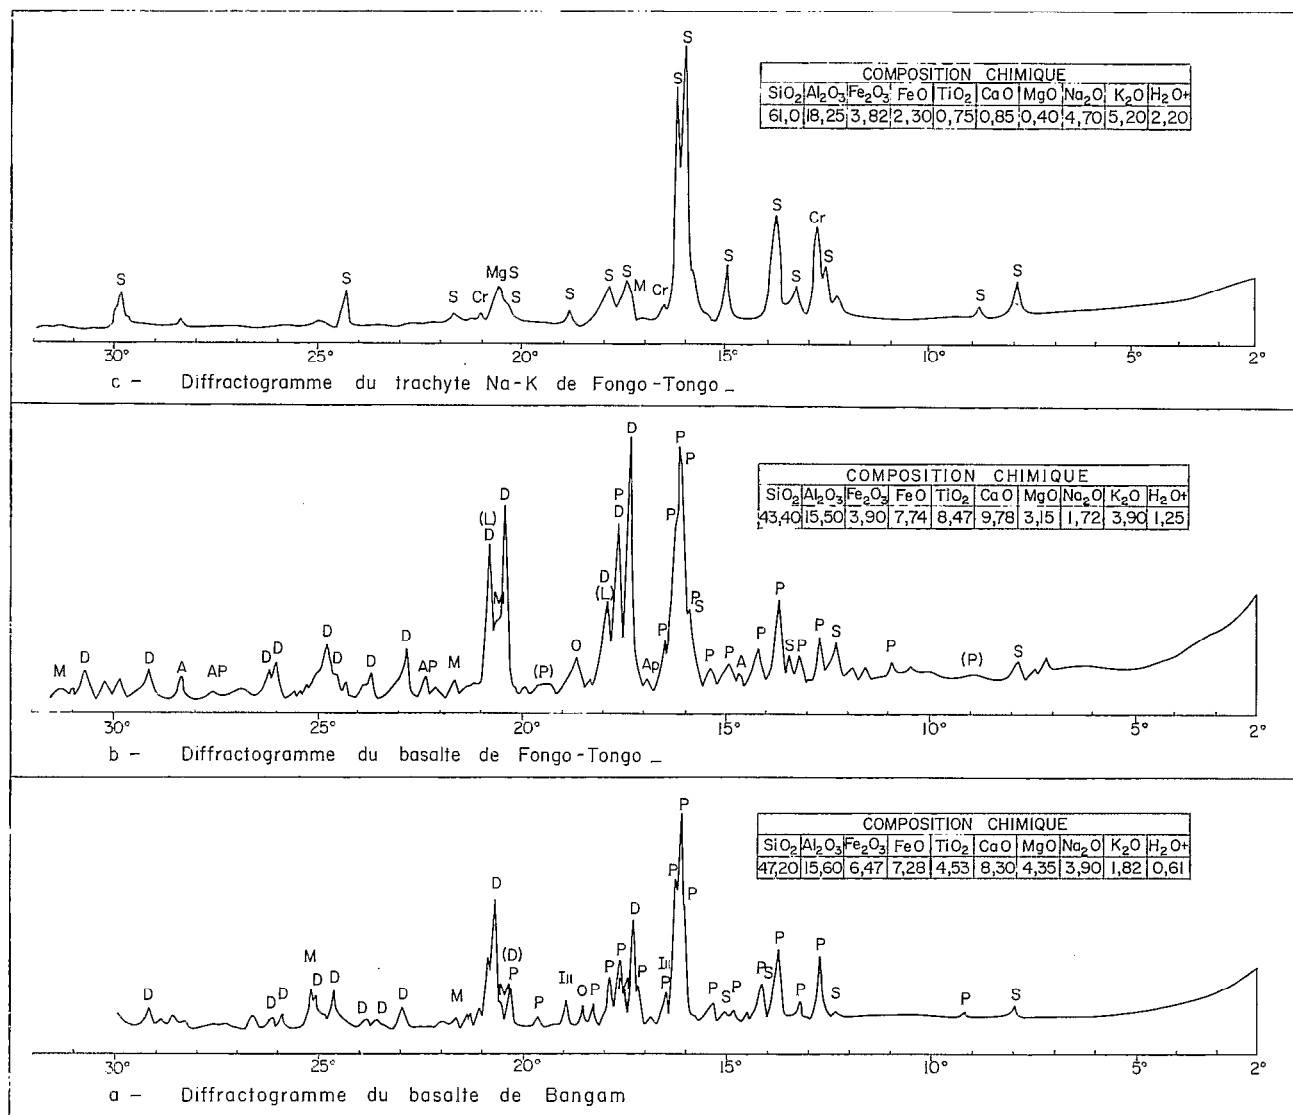 S
S
COMPOSITION CHIMIQUE
SiO₂ Al₂O₃ Fe₂O₃ FeO TiO₂ CaO MgO Na₂O K₂O H₂O+
61,0 18,25 3,82 2,30 0,75 0,85 0,40 4,70 5,20 2,20
S S Cr S
S S Cr MgS S S S S M Cr S S S S
30° 25° 20° 15° 10° 5° 2°
c - Diffractogramme du trachyte Na-K de Fongo-Tongo _
D P P
COMPOSITION CHIMIQUE
SiO₂ Al₂O₃ Fe₂O₃ FeO TiO₂ CaO MgO Na₂O K₂O H₂O+
43,40 15,50 3,90 7,74 8,47 9,78 3,15 1,72 3,90 1,25
D P
(L) D D P
D (L) P P S
M D D A AP D D D D D D AP M (P) O Ap P P P A P S P P S P (P) S
30° 25° 20° 15° 10° 5° 2°
b - Diffractogramme du basalte de Fongo-Tongo _
P
COMPOSITION CHIMIQUE
SiO₂ Al₂O₃ Fe₂O₃ FeO TiO₂ CaO MgO Na₂O K₂O H₂O+
47,20 15,60 6,47 7,28 4,53 8,30 4,35 3,90 1,82 0,61
P P
D D
M (D) P P P Ill P P
D D D D D D D D M P Ill O P P P P S P P S P S P S
30° 25° 20° 15° 10° 5° 2°
a - Diffractogramme du basalte de Bangam